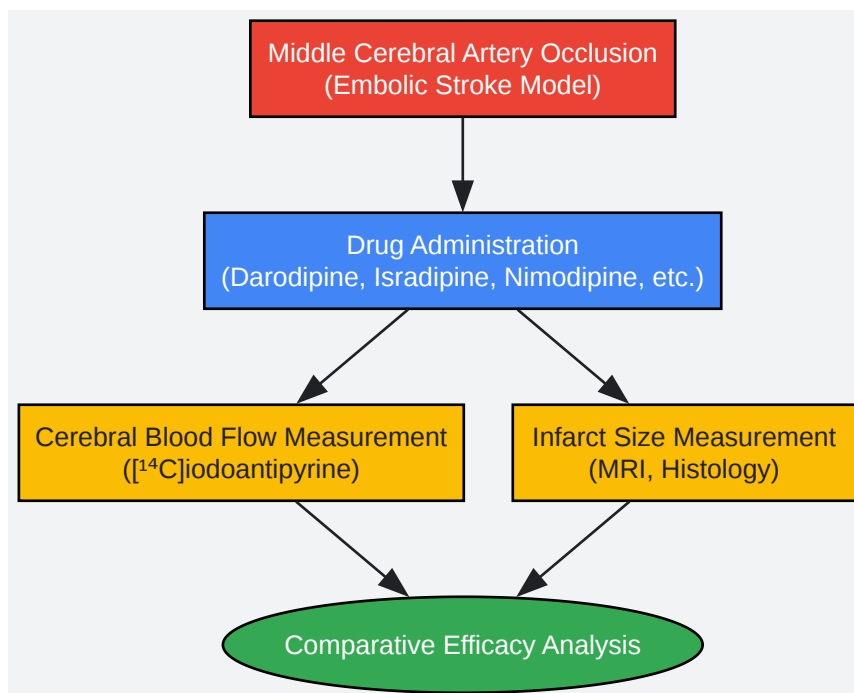 Middle Cerebral Artery Occlusion
(Embolic Stroke Model)
Drug Administration
(Darodipine, Isradipine, Nimodipine, etc.)
Cerebral Blood Flow Measurement
([¹⁴C]iodoantipyrine)
Infarct Size Measurement
(MRI, Histology)
Comparative Efficacy Analysis